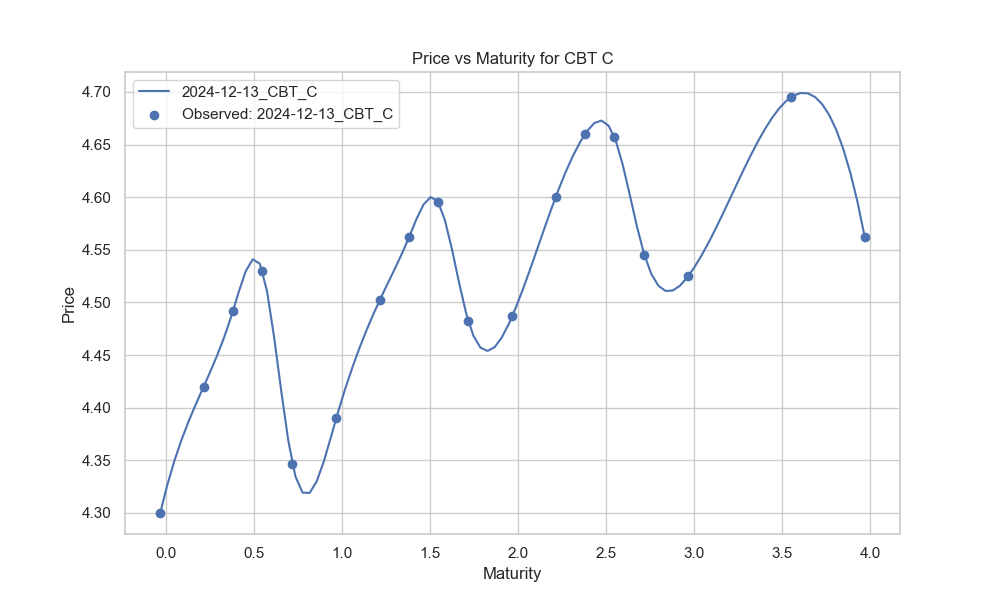 Price vs Maturity for CBT C
2024-12-13_CBT_C
Observed: 2024-12-13_CBT_C
4.70
4.65
4.60
4.55
4.50
4.45
4.40
4.35
4.30
Price
0.0 0.5 1.0 1.5 2.0 2.5 3.0 3.5 4.0
Maturity